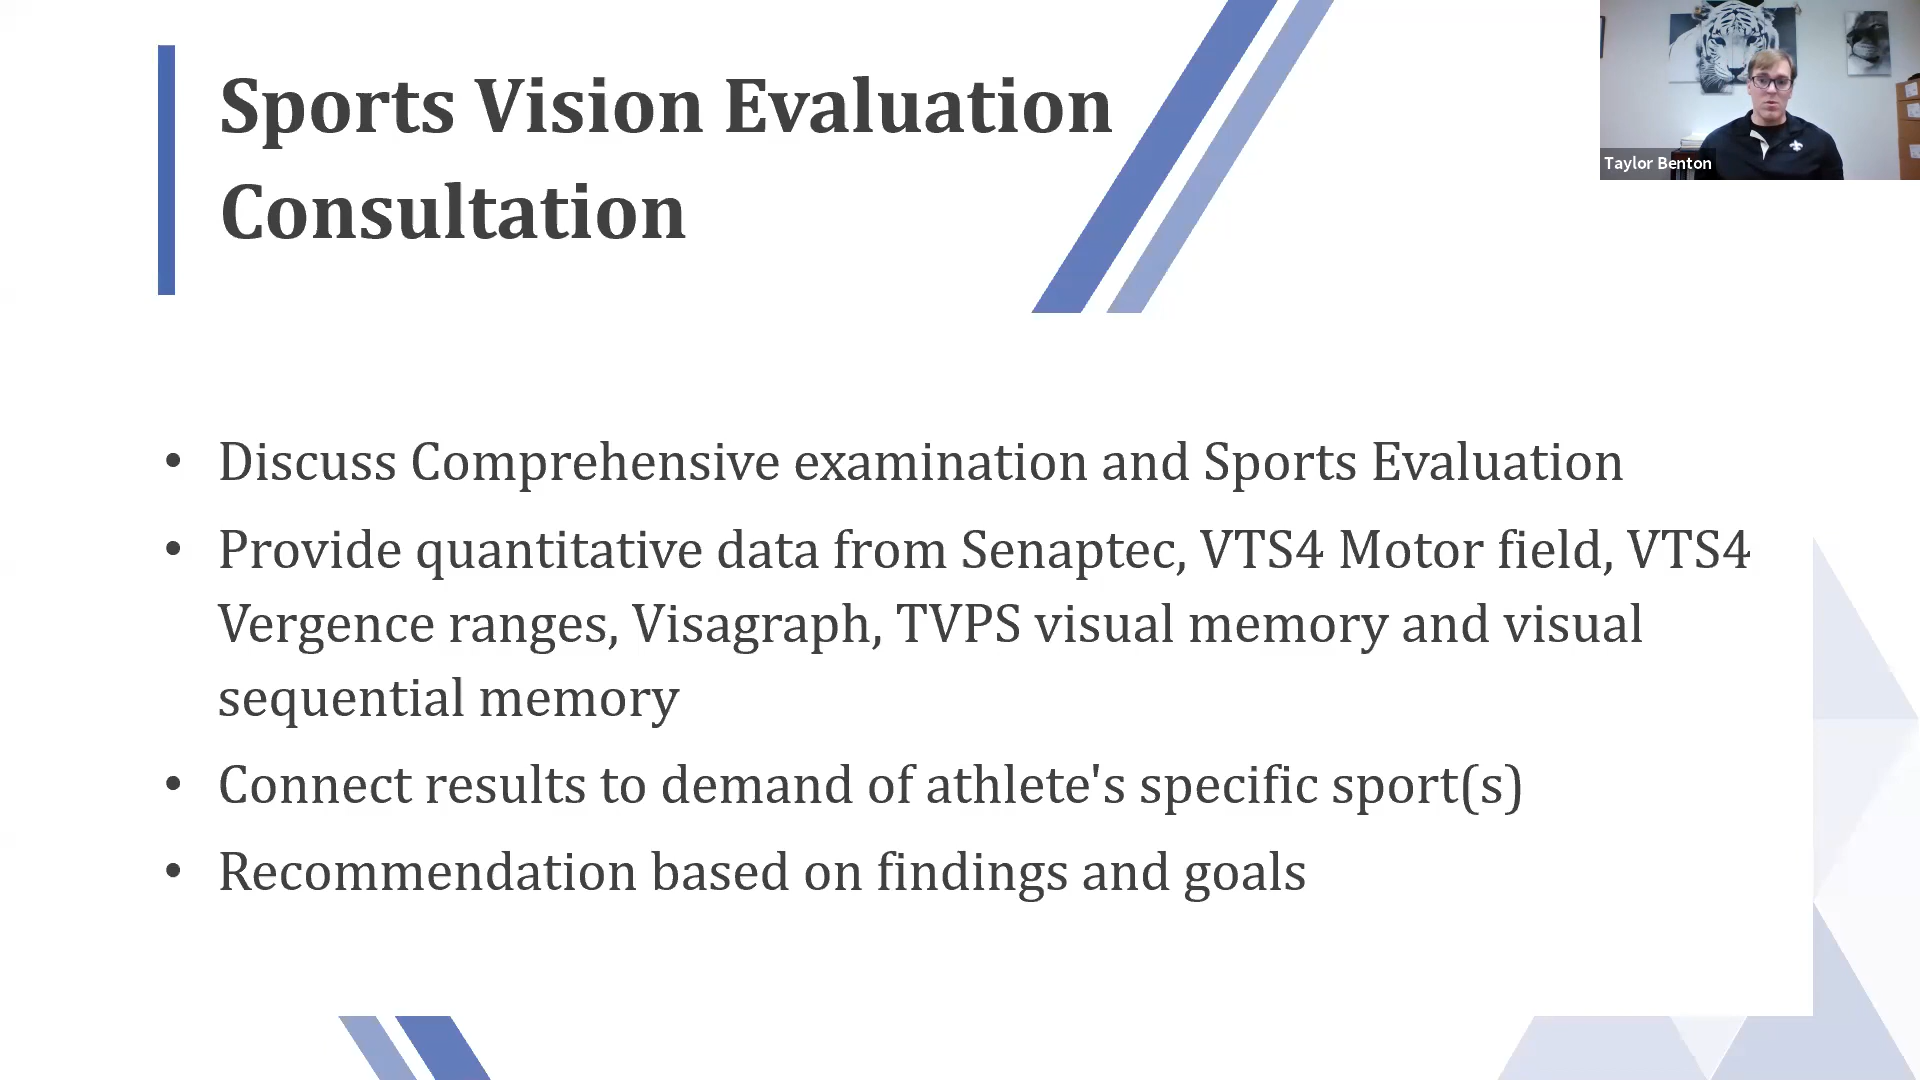 Sports Vision Evaluation
Consultation
Taylor Benton
• Discuss Comprehensive examination and Sports Evaluation
• Provide quantitative data from Senaptec, VTS4 Motor field, VTS4
Vergence ranges, Visagraph, TVPS visual memory and visual
sequential memory
• Connect results to demand of athlete's specific sport(s)
• Recommendation based on findings and goals